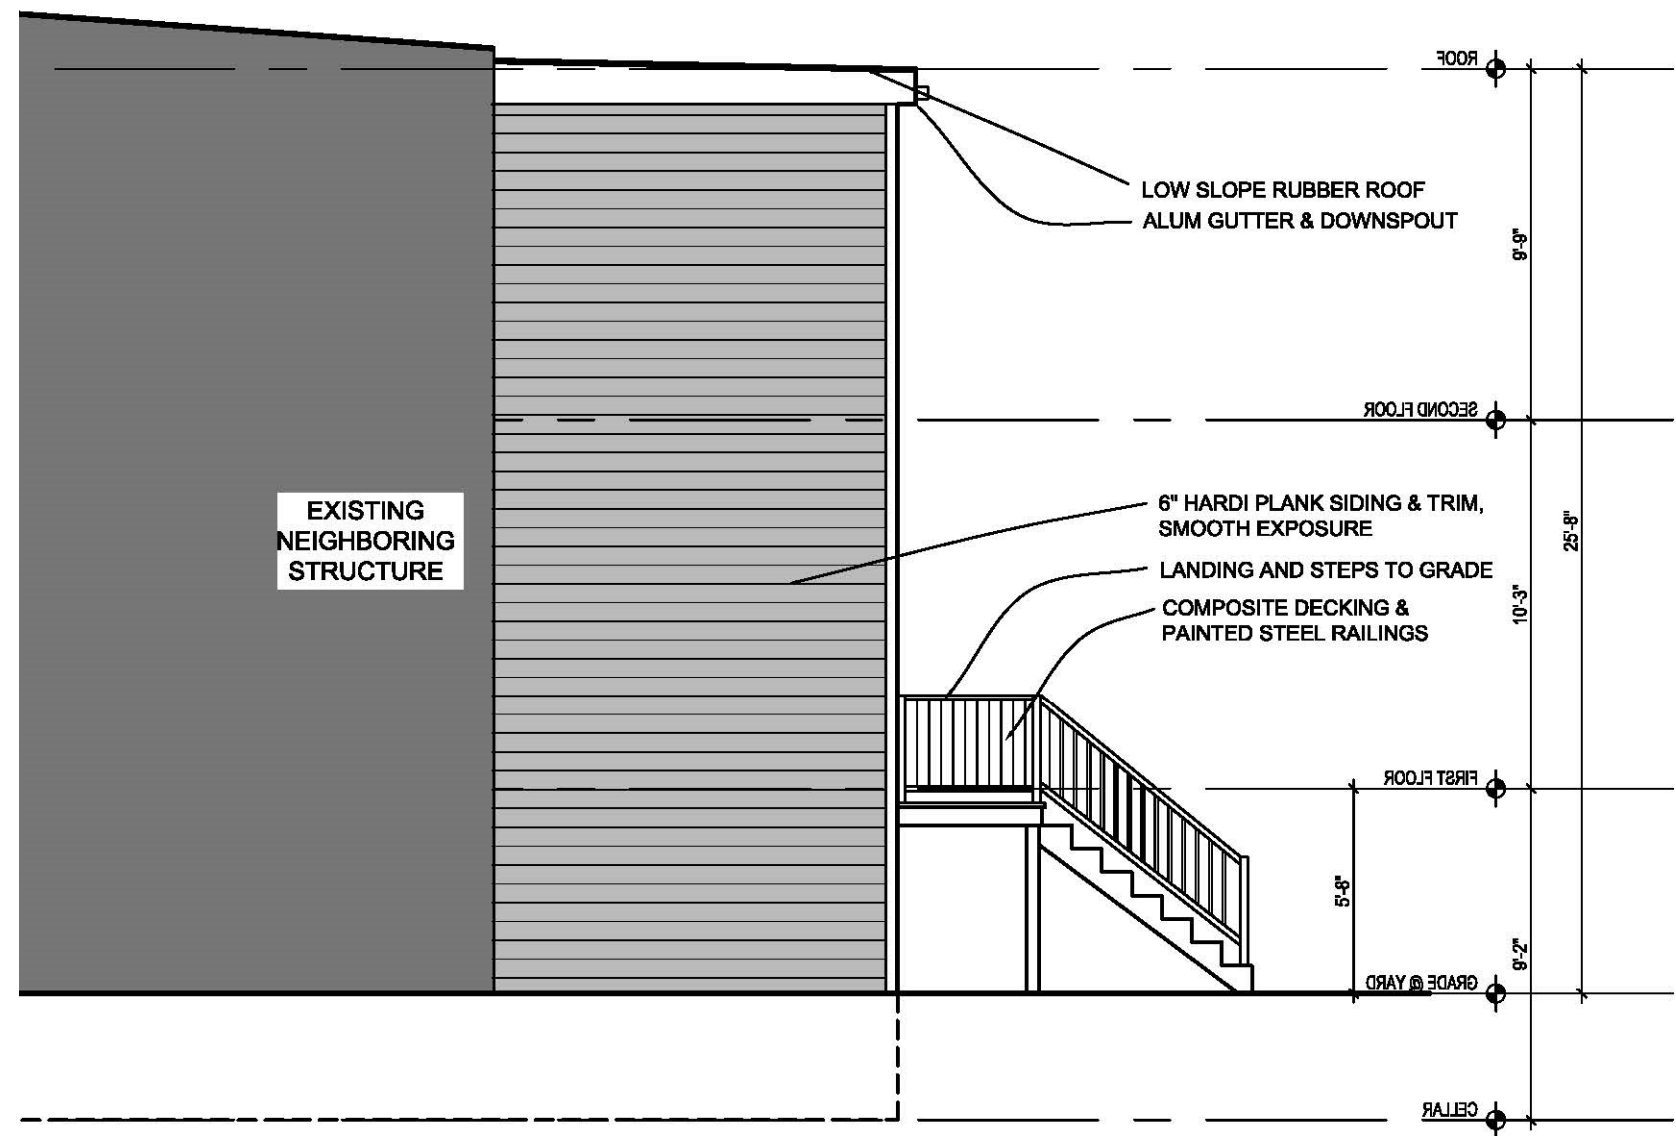 ROOF
LOW SLOPE RUBBER ROOF
ALUM GUTTER & DOWNSPOUT
9'-9"
SECOND FLOOR
EXISTING
NEIGHBORING
STRUCTURE
6" HARDI PLANK SIDING & TRIM,
SMOOTH EXPOSURE
25'-8"
LANDING AND STEPS TO GRADE
10'-3"
COMPOSITE DECKING &
PAINTED STEEL RAILINGS
FIRST FLOOR
5'-8"
9'-2"
GRADE @ YARD
CELLAR